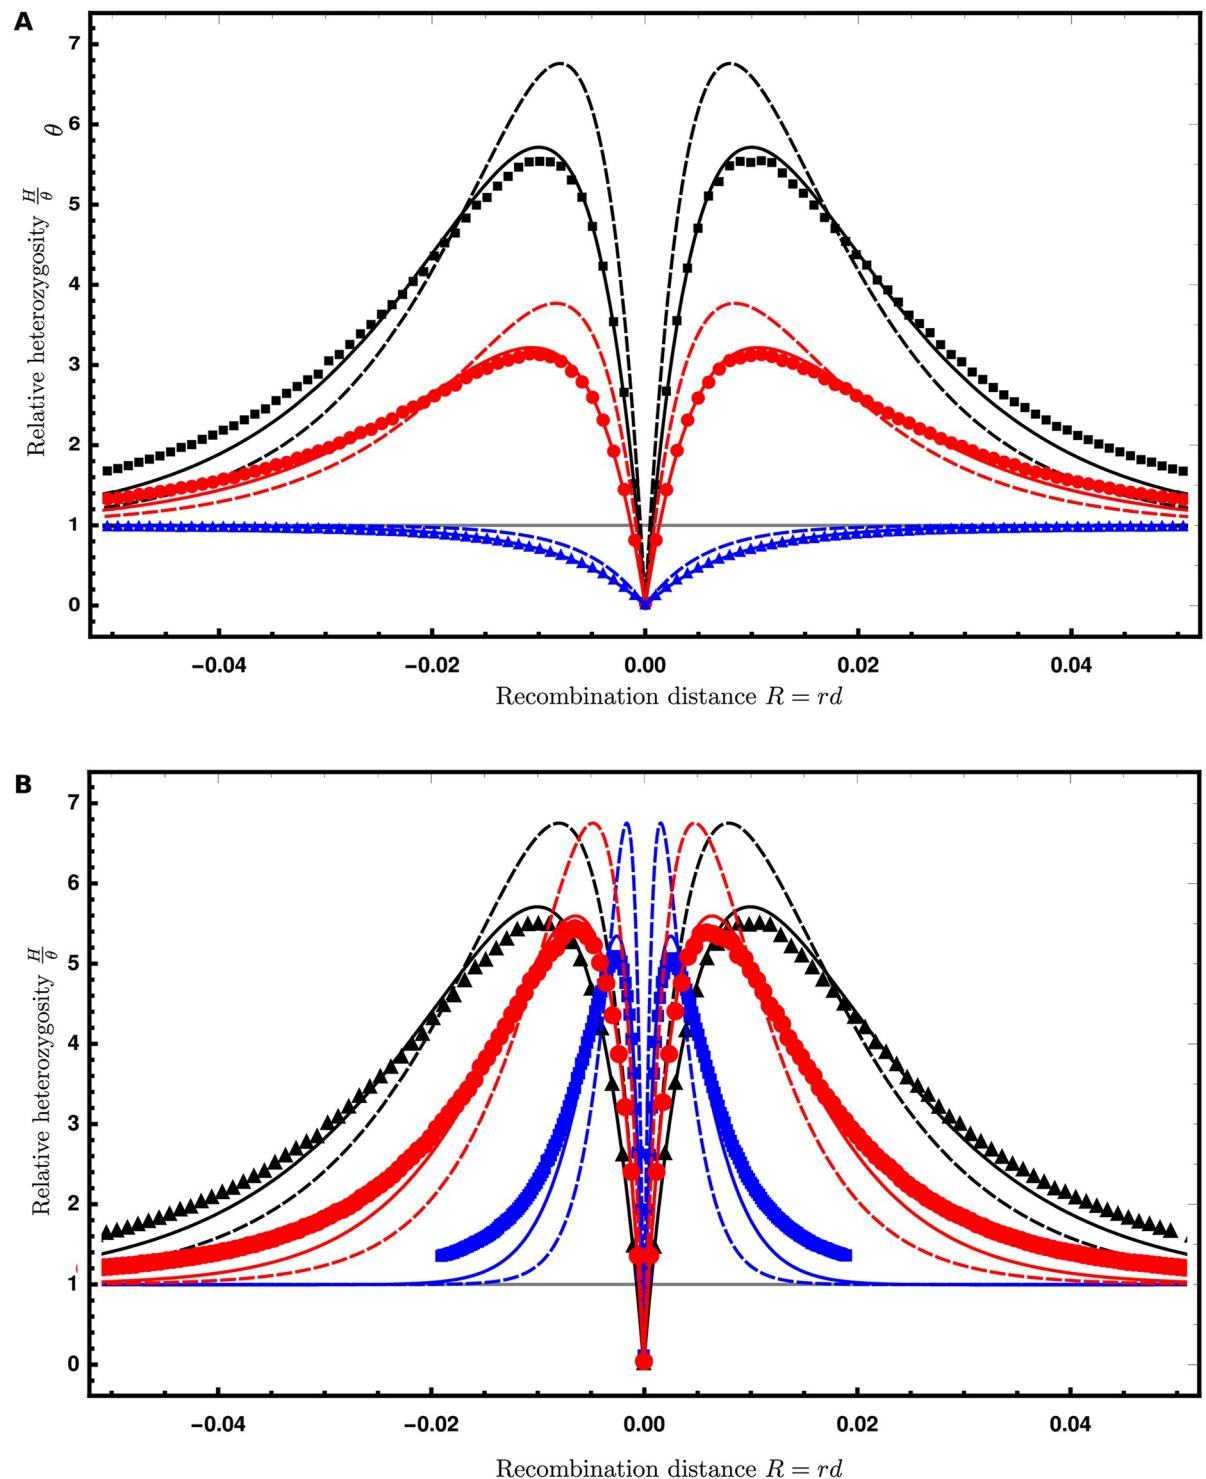 A
7
6
5
4
3
2
1
0
Relative heterozygosity H/θ
θ
−0.04 −0.02 0.00 0.02 0.04
Recombination distance R = rd
B
7
6
5
4
3
2
1
0
Relative heterozygosity H/θ
−0.04 −0.02 0.00 0.02 0.04
Recombination distance R = rd